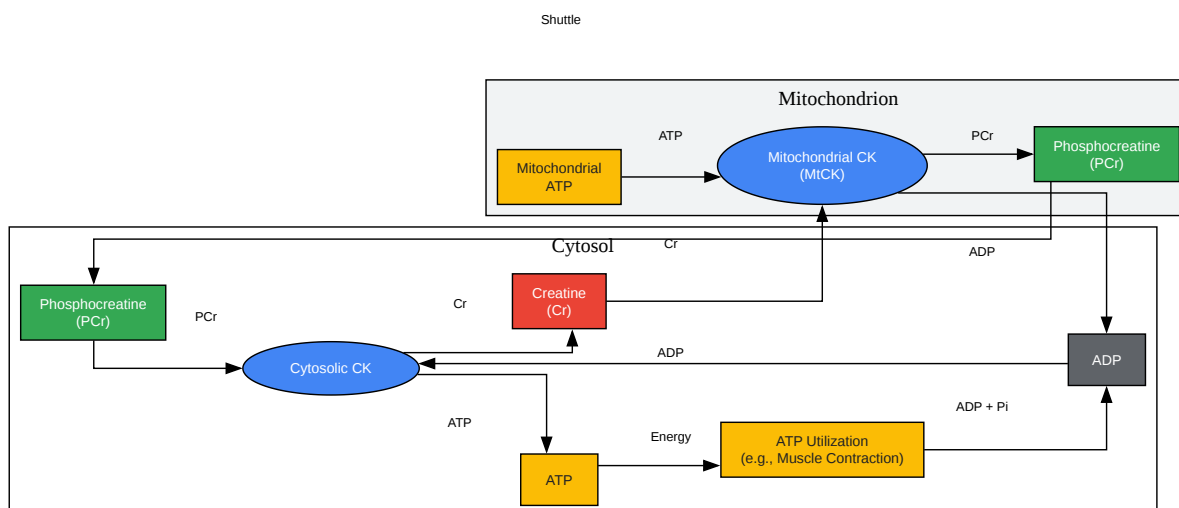 Shuttle
Mitochondrion
ATP
PCr
Mitochondrial
ATP
Mitochondrial CK
(MtCK)
Phosphocreatine
(PCr)
Cytosol
Cr
ADP
Phosphocreatine
(PCr)
PCr
Cr
Creatine
(Cr)
Cytosolic CK
ADP
ADP
ATP
Energy
ADP + Pi
ATP
ATP Utilization
(e.g., Muscle Contraction)